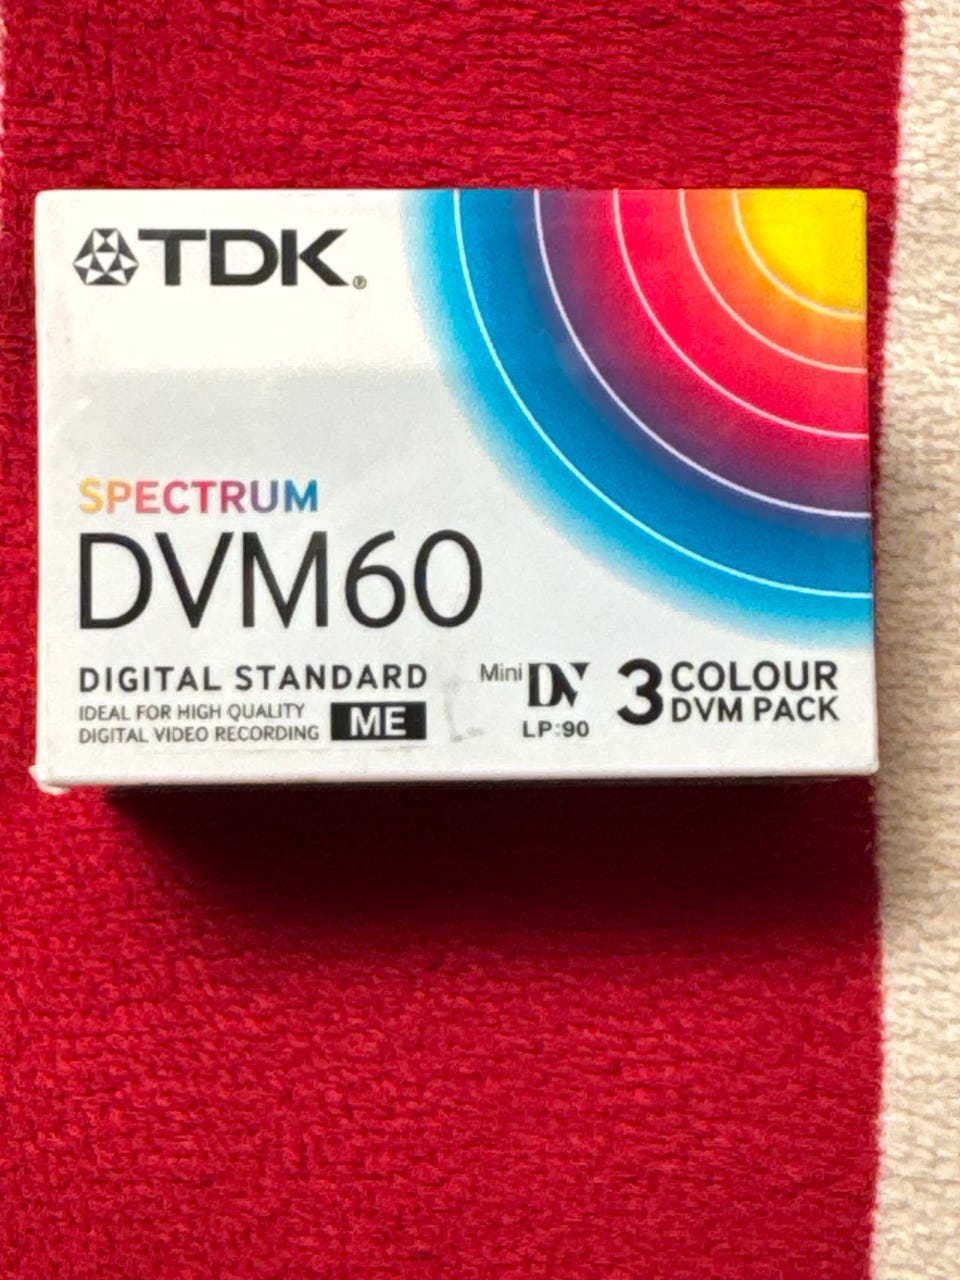 TDK®
SPECTRUM
DVM60
DIGITAL STANDARD
IDEAL FOR HIGH QUALITY
DIGITAL VIDEO RECORDING
ME
Mini DV
LP:90
3 COLOUR
DVM PACK